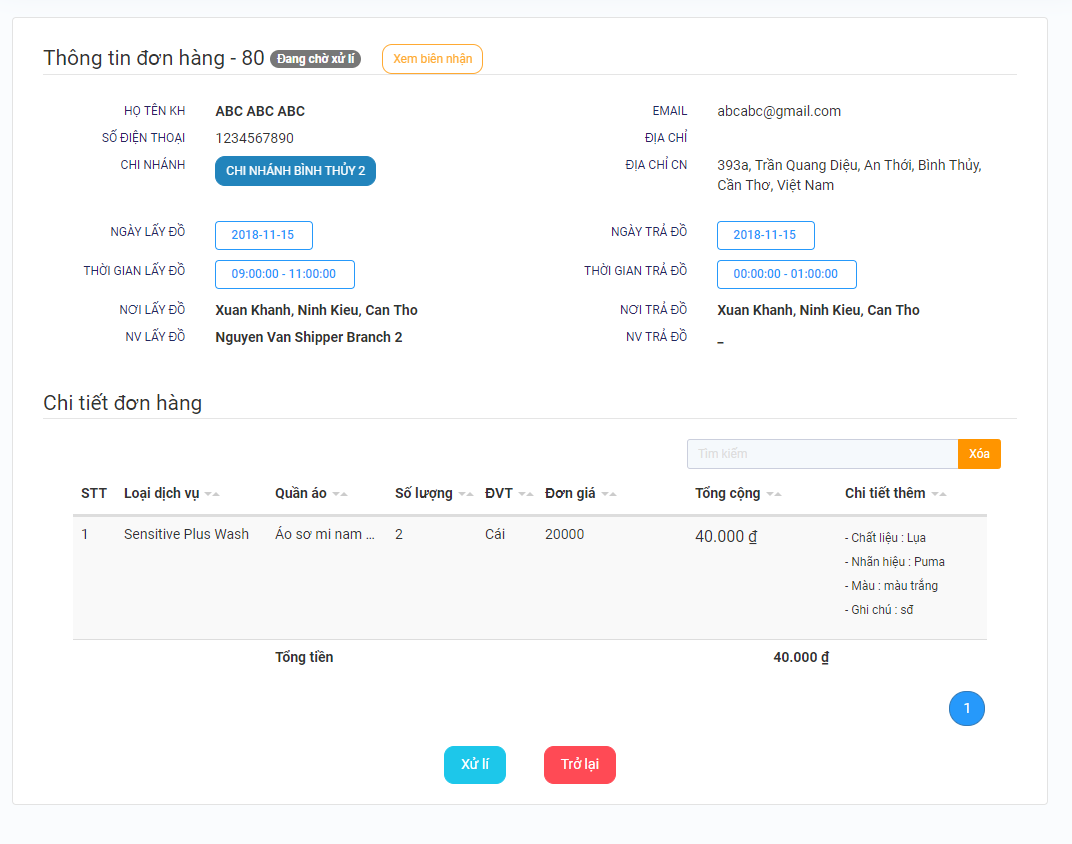 Thông tin đơn hàng - 80 Đang chờ xử lí Xem biên nhận
HỌ TÊN KH ABC ABC ABC EMAIL abcabc@gmail.com
SỐ ĐIỆN THOẠI 1234567890 ĐỊA CHỈ
CHI NHÁNH CHI NHÁNH BÌNH THỦY 2 ĐỊA CHỈ CN 393a, Trần Quang Diệu, An Thới, Bình Thủy,
Cần Thơ, Việt Nam
NGÀY LẤY ĐỒ 2018-11-15 NGÀY TRẢ ĐỒ 2018-11-15
THỜI GIAN LẤY ĐỒ 09:00:00 - 11:00:00 THỜI GIAN TRẢ ĐỒ 00:00:00 - 01:00:00
NƠI LẤY ĐỒ Xuan Khanh, Ninh Kieu, Can Tho NƠI TRẢ ĐỒ Xuan Khanh, Ninh Kieu, Can Tho
NV LẤY ĐỒ Nguyen Van Shipper Branch 2 NV TRẢ ĐỒ _
Chi tiết đơn hàng
Tìm kiếm Xóa
STT Loại dịch vụ Quần áo Số lượng ĐVT Đơn giá Tổng cộng Chi tiết thêm
1 Sensitive Plus Wash Áo sơ mi nam ... 2 Cái 20000 40.000 ₫ - Chất liệu : Lụa
- Nhãn hiệu : Puma
- Màu : màu trắng
- Ghi chú : sđ
Tổng tiền 40.000 ₫
1
Xử lí Trở lại